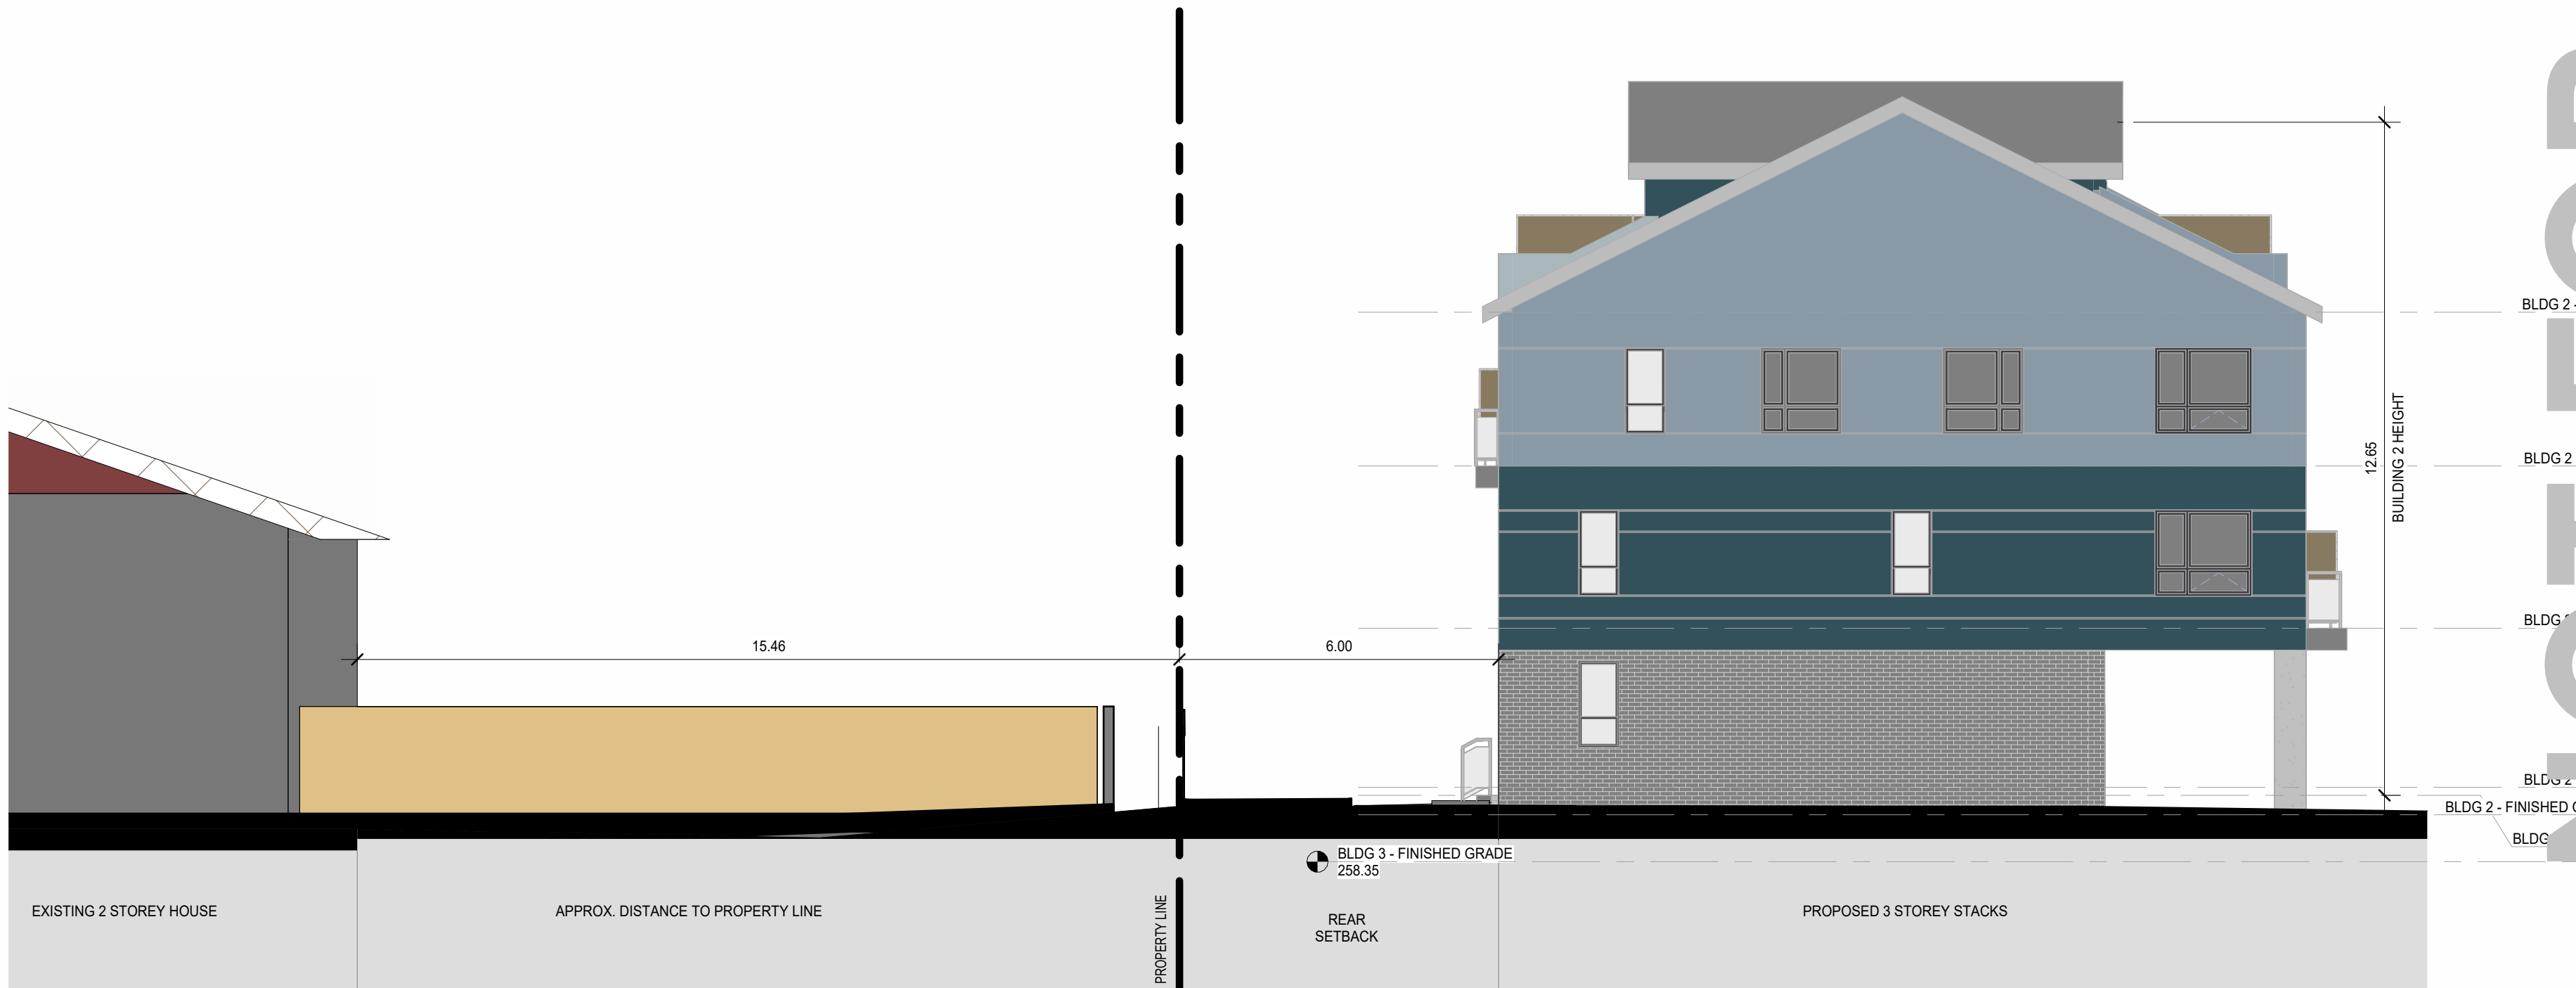 BLDG 2 -
BLDG 2
15.46
6.00
12.65
BUILDING 2 HEIGHT
BLDG
BLDG 2
BLDG 2 - FINISHED
BLDG
BLDG 3 - FINISHED GRADE
258.35
EXISTING 2 STOREY HOUSE
APPROX. DISTANCE TO PROPERTY LINE
PROPERTY LINE
REAR
SETBACK
PROPOSED 3 STOREY STACKS